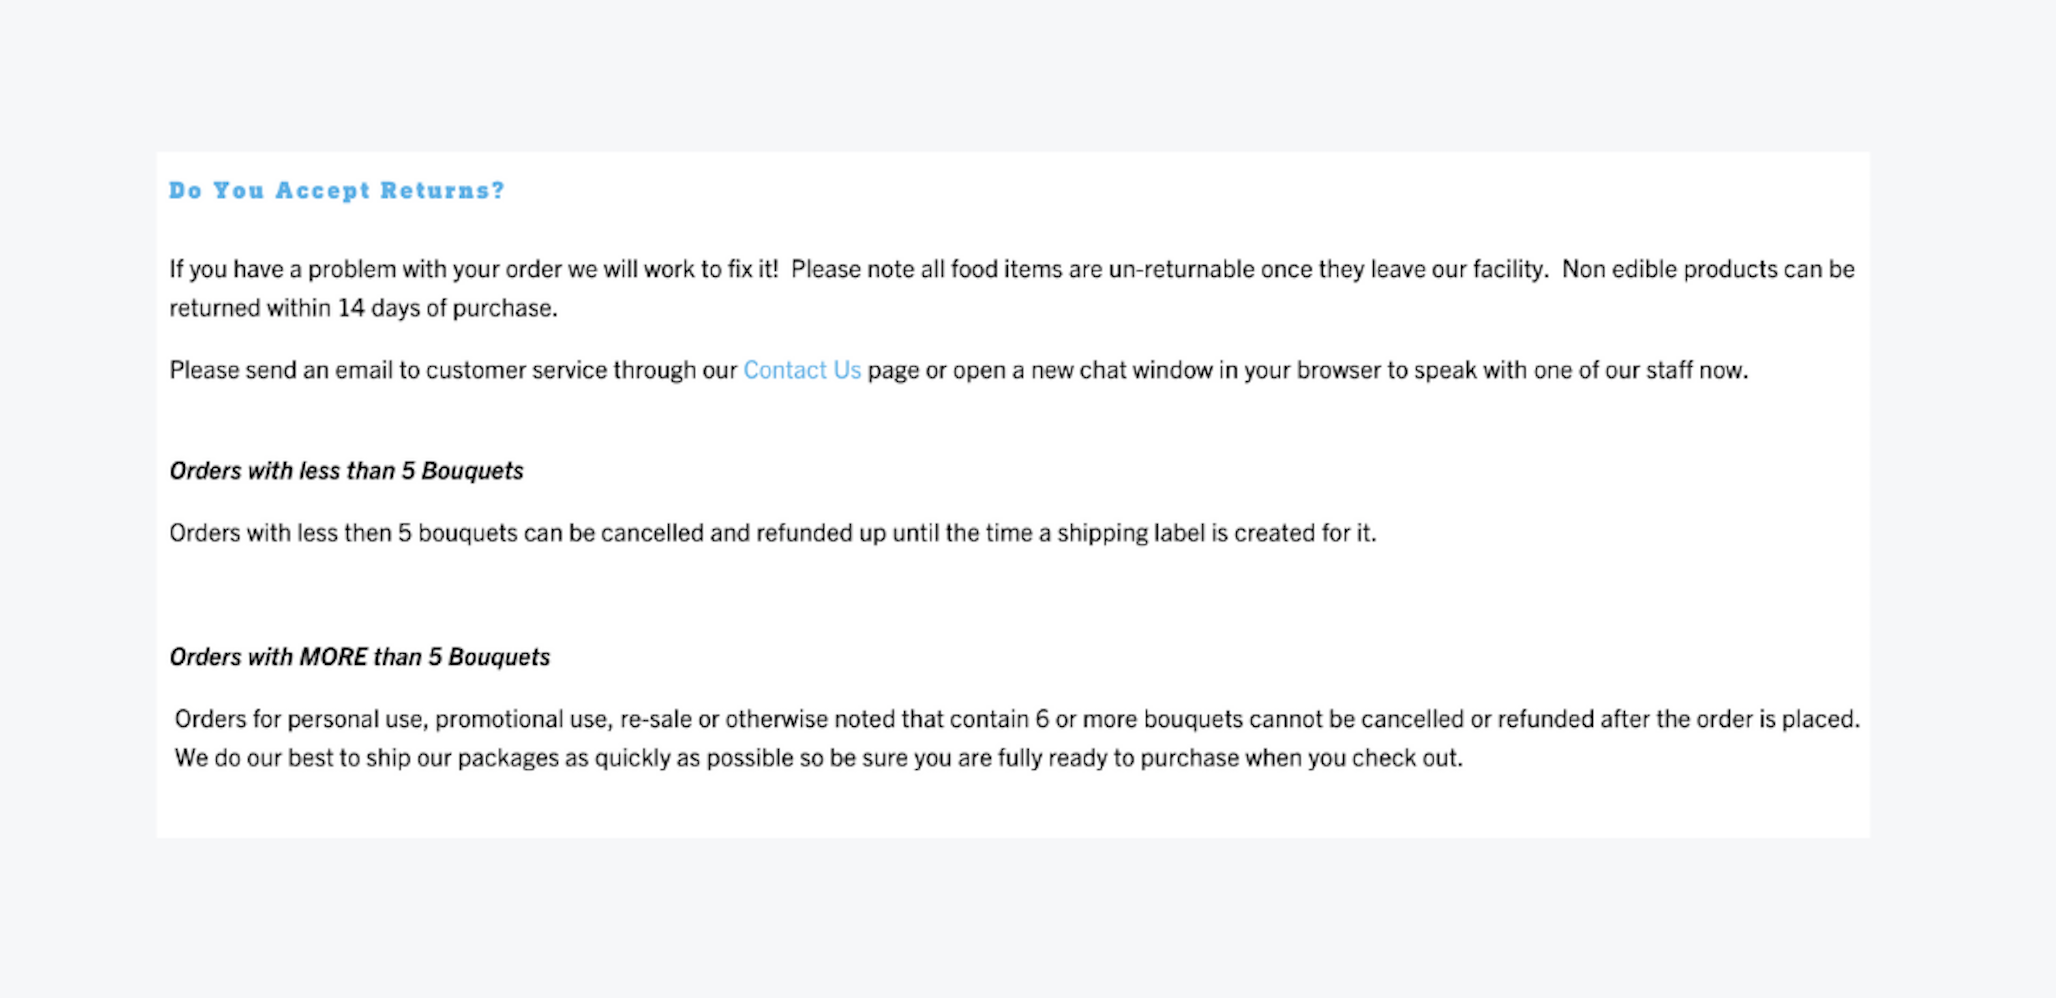 Do You Accept Returns?
If you have a problem with your order we will work to fix it!  Please note all food items are un-returnable once they leave our facility.  Non edible products can be
returned within 14 days of purchase.
Please send an email to customer service through our Contact Us page or open a new chat window in your browser to speak with one of our staff now.
Orders with less than 5 Bouquets
Orders with less then 5 bouquets can be cancelled and refunded up until the time a shipping label is created for it.
Orders with MORE than 5 Bouquets
Orders for personal use, promotional use, re-sale or otherwise noted that contain 6 or more bouquets cannot be cancelled or refunded after the order is placed.
We do our best to ship our packages as quickly as possible so be sure you are fully ready to purchase when you check out.